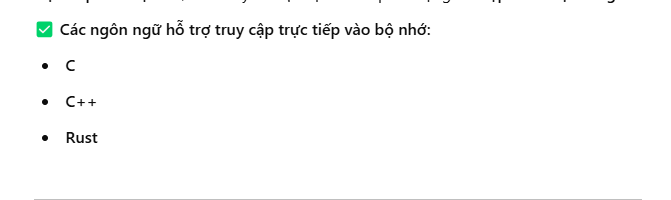 ✅ Các ngôn ngữ hỗ trợ truy cập trực tiếp vào bộ nhớ:
• C
• C++
• Rust